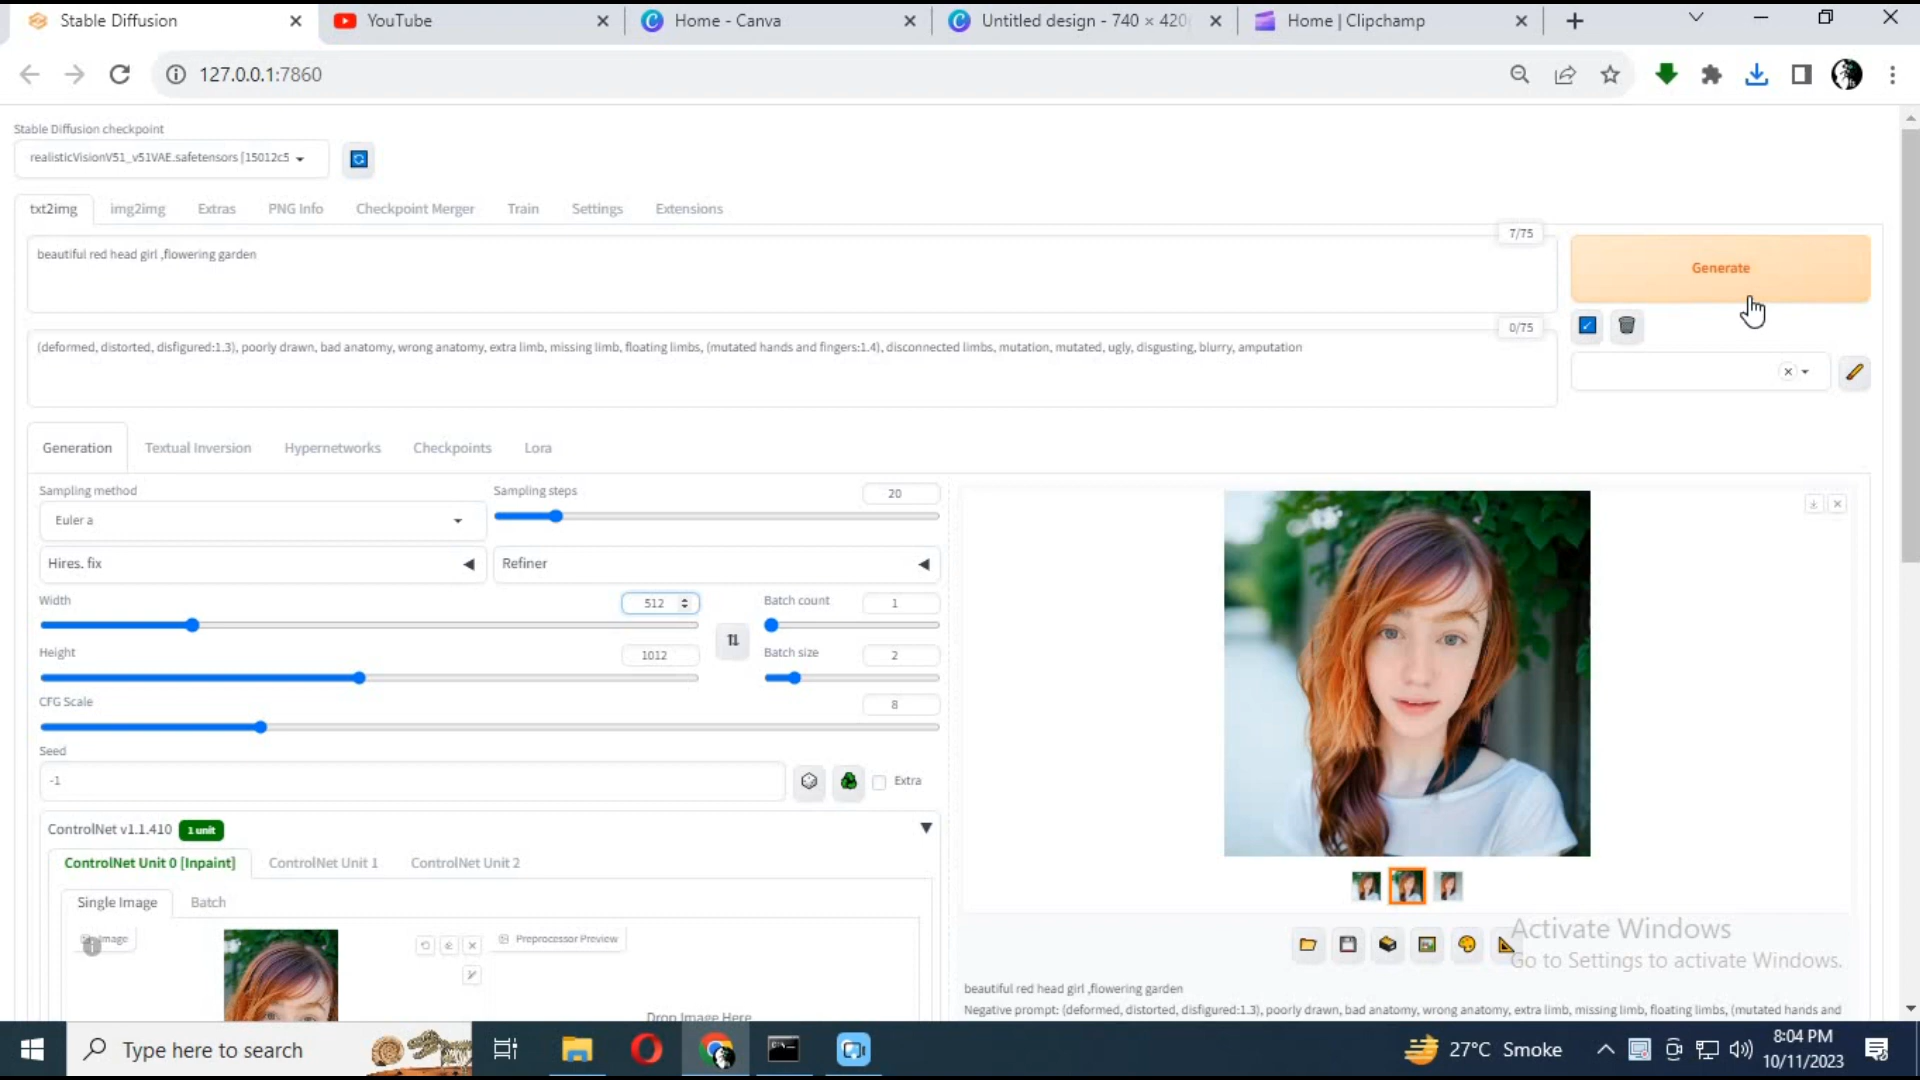 Stable Diffusion
YouTube
Home - Canva
Untitled design - 740 × 420
Home | Clipchamp
127.0.0.1:7860
Stable Diffusion checkpoint
realisticVisionV51_v51VAE.safetensors [15012c5
txt2img img2img Extras PNG Info Checkpoint Merger Train Settings Extensions
7/75
beautiful red head girl ,flowering garden
Generate
0/75
(deformed, distorted, disfigured:1.3), poorly drawn, bad anatomy, wrong anatomy, extra limb, missing limb, floating limbs, (mutated hands and fingers:1.4), disconnected limbs, mutation, mutated, ugly, disgusting, blurry, amputation
Generation Textual Inversion Hypernetworks Checkpoints Lora
Sampling method
Euler a
Sampling steps
20
Hires. fix
Refiner
Width
512
Batch count
1
Height
1012
Batch size
2
CFG Scale
8
Seed
-1
Extra
ControlNet v1.1.410 1 unit
ControlNet Unit 0 [Inpaint] ControlNet Unit 1 ControlNet Unit 2
Single Image Batch
Image
Preprocessor Preview
Drop Image Here
Activate Windows
Go to Settings to activate Windows.
beautiful red head girl ,flowering garden
Negative prompt: (deformed, distorted, disfigured:1.3), poorly drawn, bad anatomy, wrong anatomy, extra limb, missing limb, floating limbs, (mutated hands and
Type here to search
27°C Smoke
8:04 PM
10/11/2023